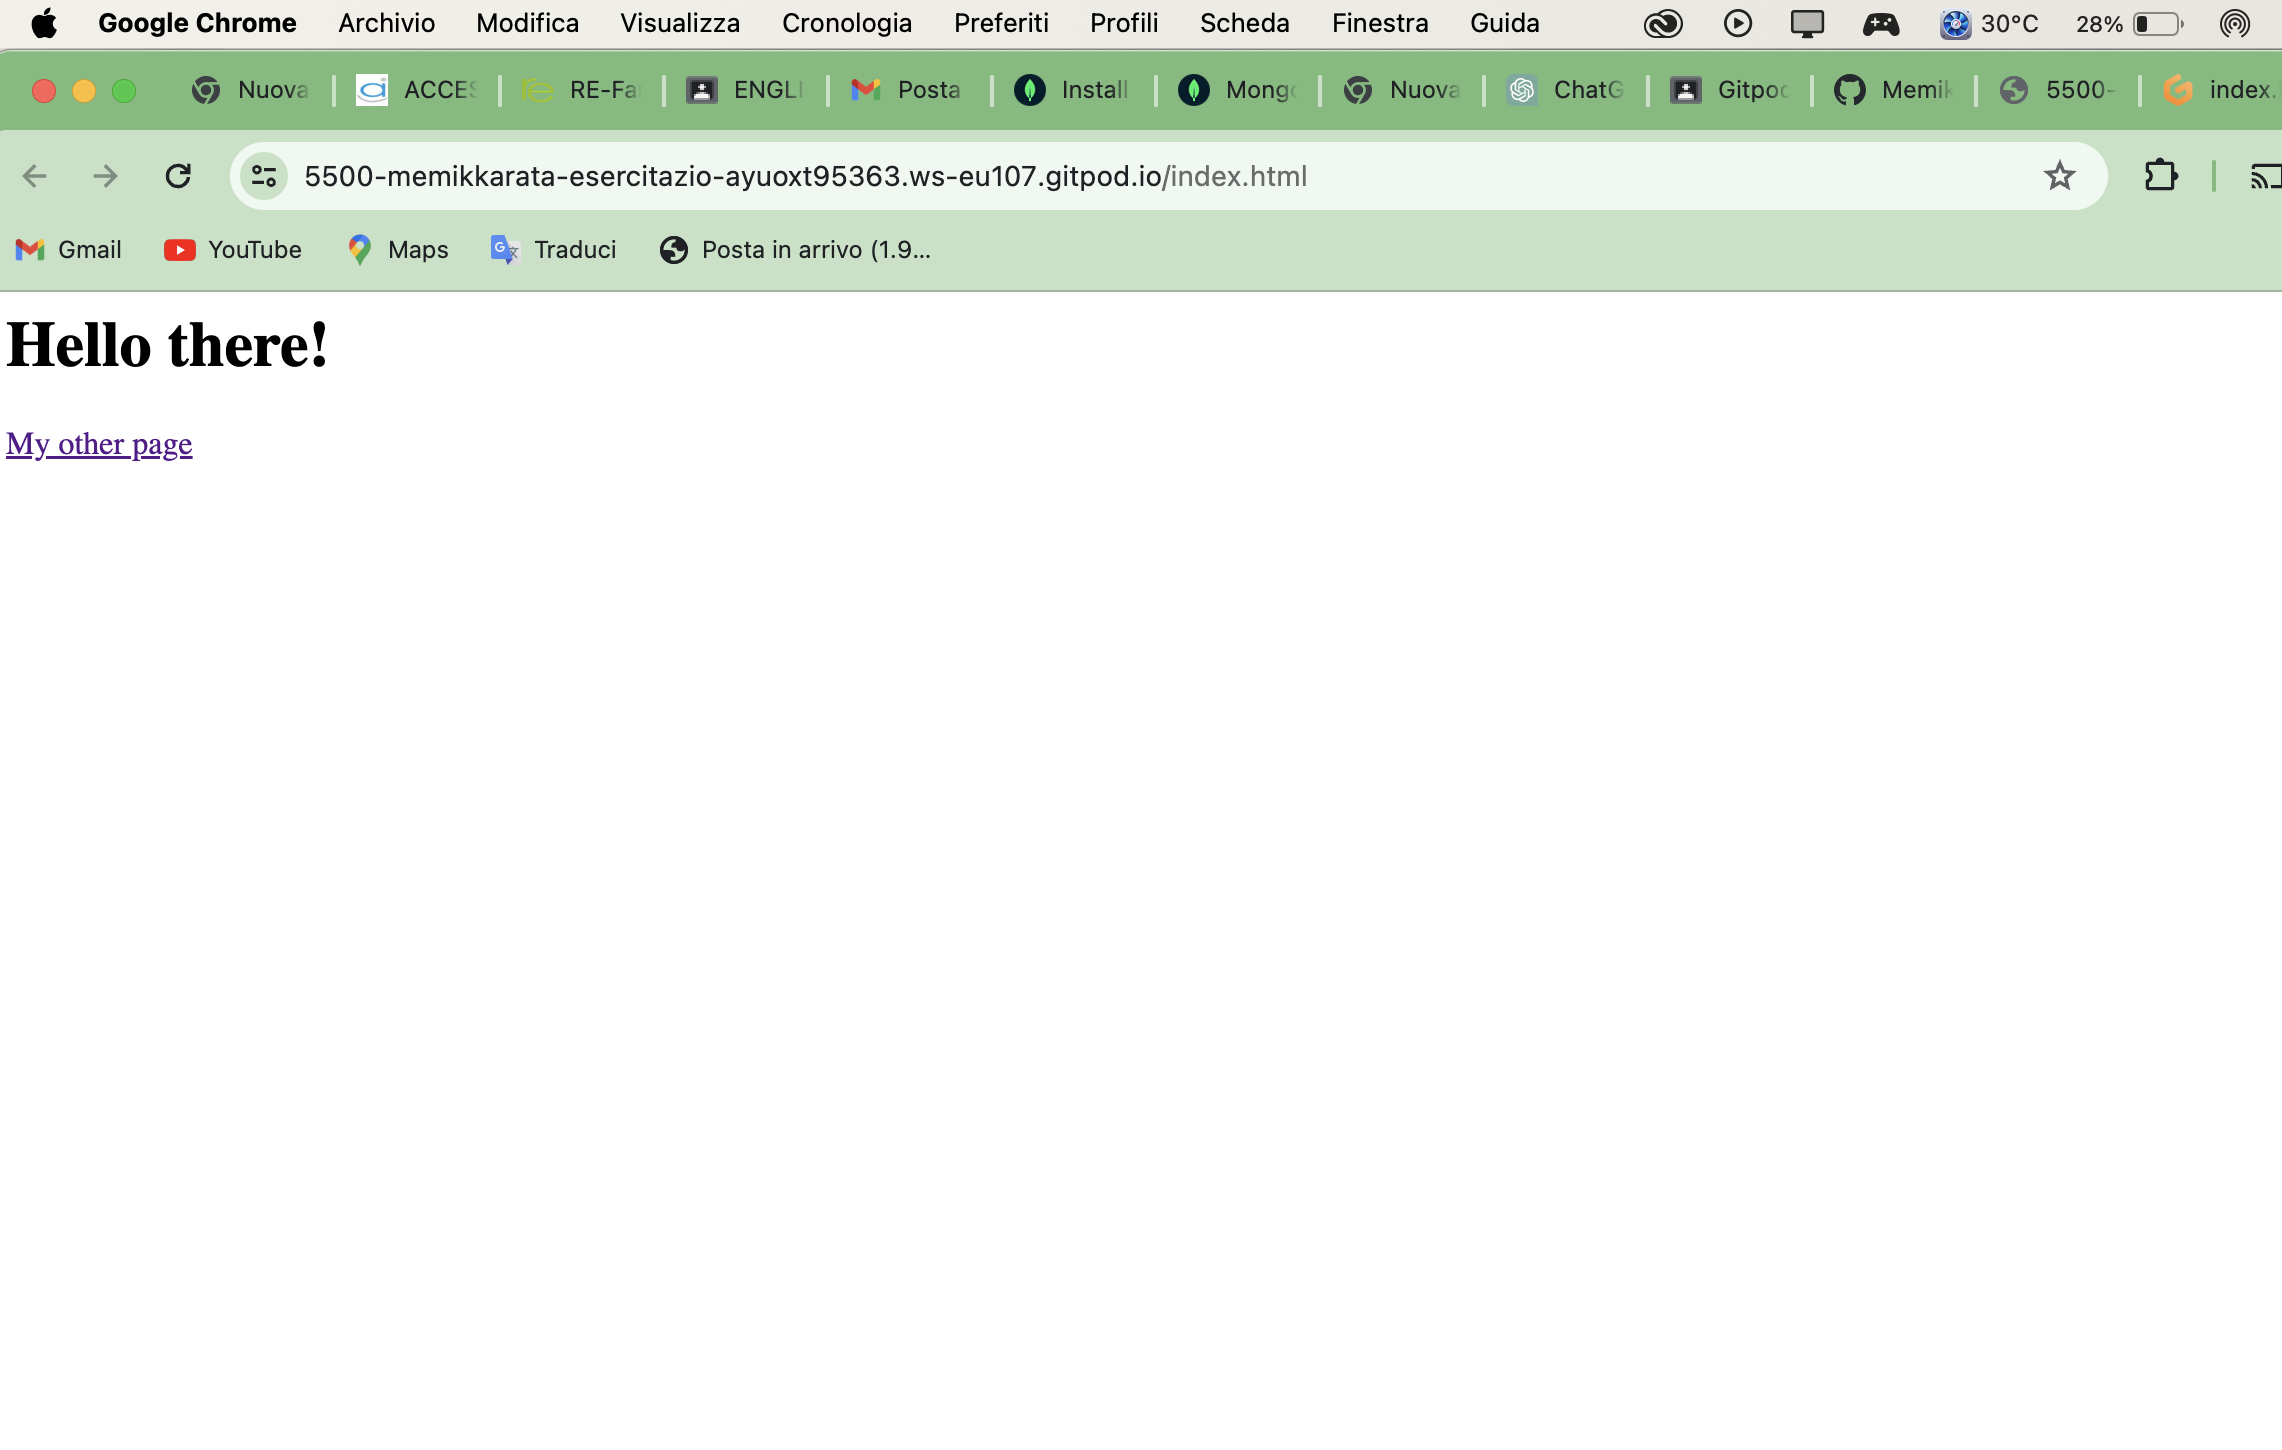 Google Chrome Archivio Modifica Visualizza Cronologia Preferiti Profili Scheda Finestra Guida 30°C 28%
Nuova ACCES RE-Fa ENGLI Posta Install Mongo Nuova ChatG Gitpod Memik 5500- index.
5500-memikkarata-esercitazio-ayuoxt95363.ws-eu107.gitpod.io/index.html
Gmail YouTube Maps Traduci Posta in arrivo (1.9...
Hello there!
My other page